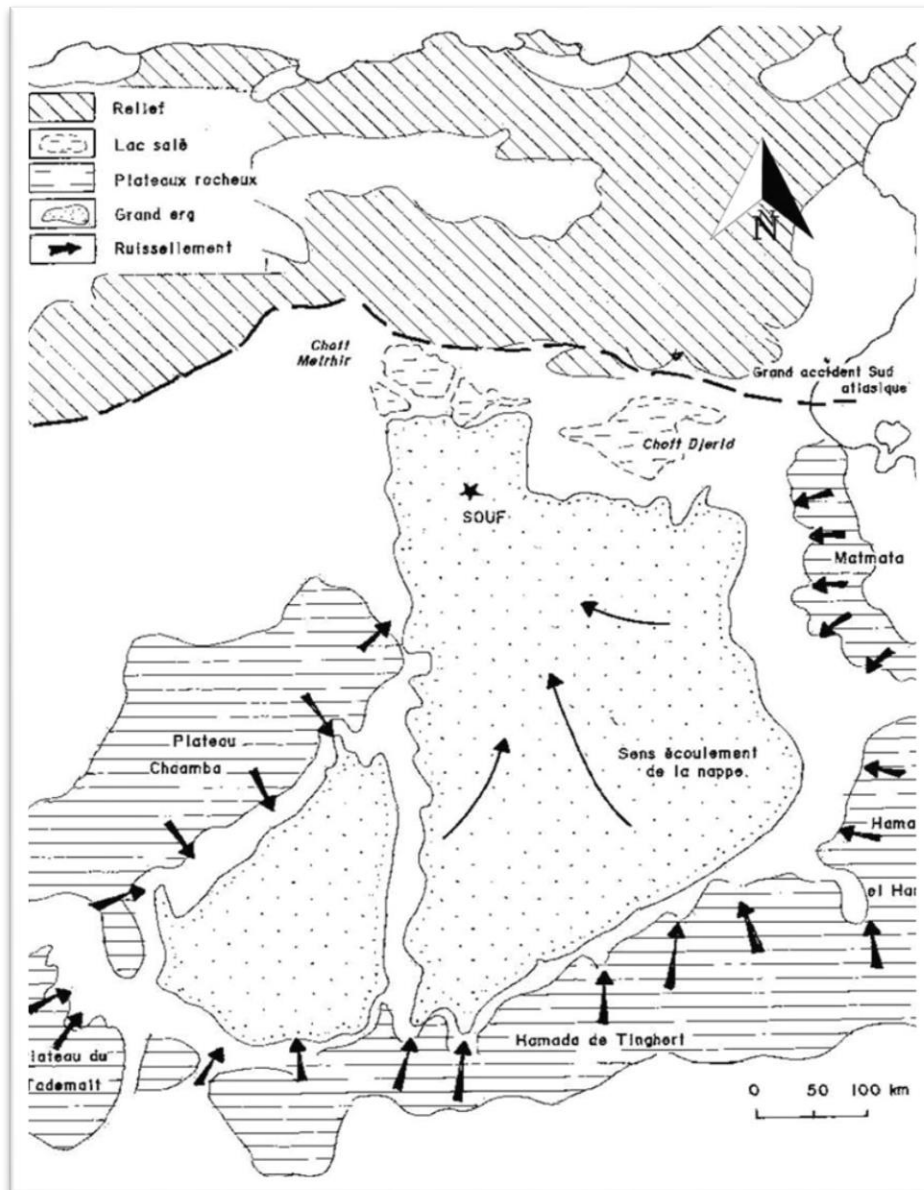 Relief
Lac salé
Plateaux rocheux
Grand erg
Ruissellement
N
Chott
Melrhir
Grand accident Sud
atlasique
Chott Djerid
SOUF
Matmata
Plateau
Chaamba
Sens écoulement
de la nappe.
Hama
el Har
Hamada de Tinghert
lateau du
Tademait
0 50 100 km